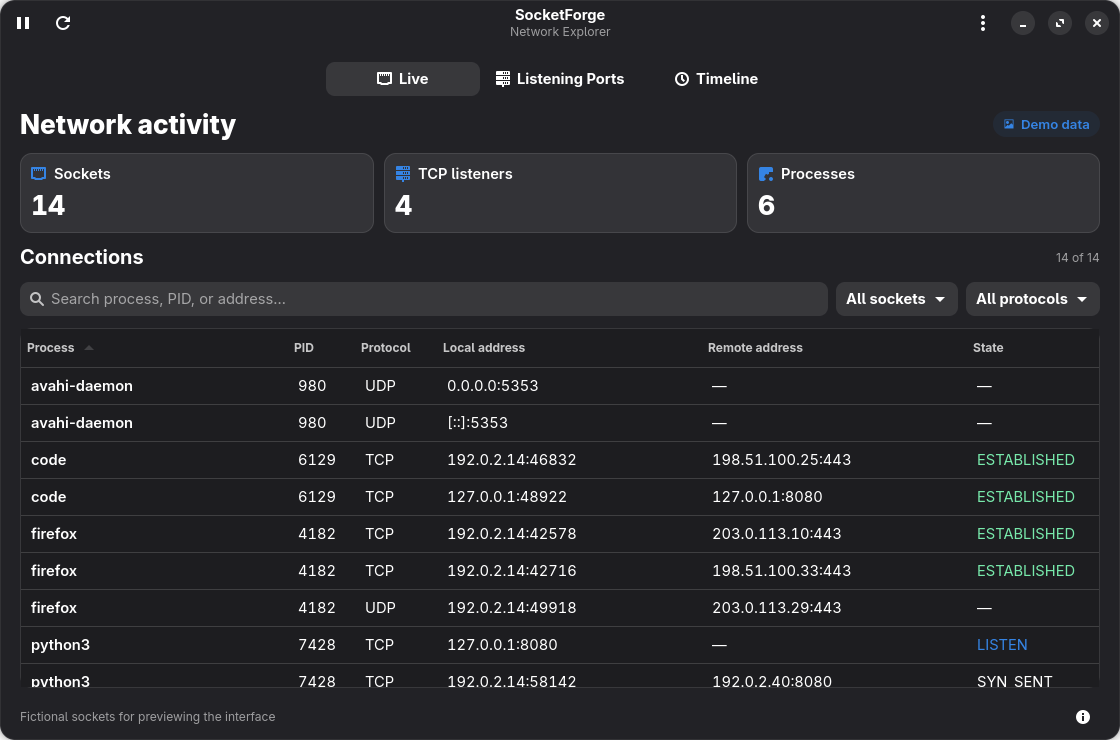 SocketForge
Network Explorer
Live
Listening Ports
Timeline
Network activity
Demo data
Sockets
14
TCP listeners
4
Processes
6
Connections
14 of 14
Search process, PID, or address...
All sockets
All protocols
Process PID Protocol Local address Remote address State
avahi-daemon 980 UDP 0.0.0.0:5353 — —
avahi-daemon 980 UDP [::]:5353 — —
code 6129 TCP 192.0.2.14:46832 198.51.100.25:443 ESTABLISHED
code 6129 TCP 127.0.0.1:48922 127.0.0.1:8080 ESTABLISHED
firefox 4182 TCP 192.0.2.14:42578 203.0.113.10:443 ESTABLISHED
firefox 4182 TCP 192.0.2.14:42716 198.51.100.33:443 ESTABLISHED
firefox 4182 UDP 192.0.2.14:49918 203.0.113.29:443 —
python3 7428 TCP 127.0.0.1:8080 — LISTEN
python3 7428 TCP 192.0.2.14:58142 192.0.2.40:8080 SYN_SENT
Fictional sockets for previewing the interface